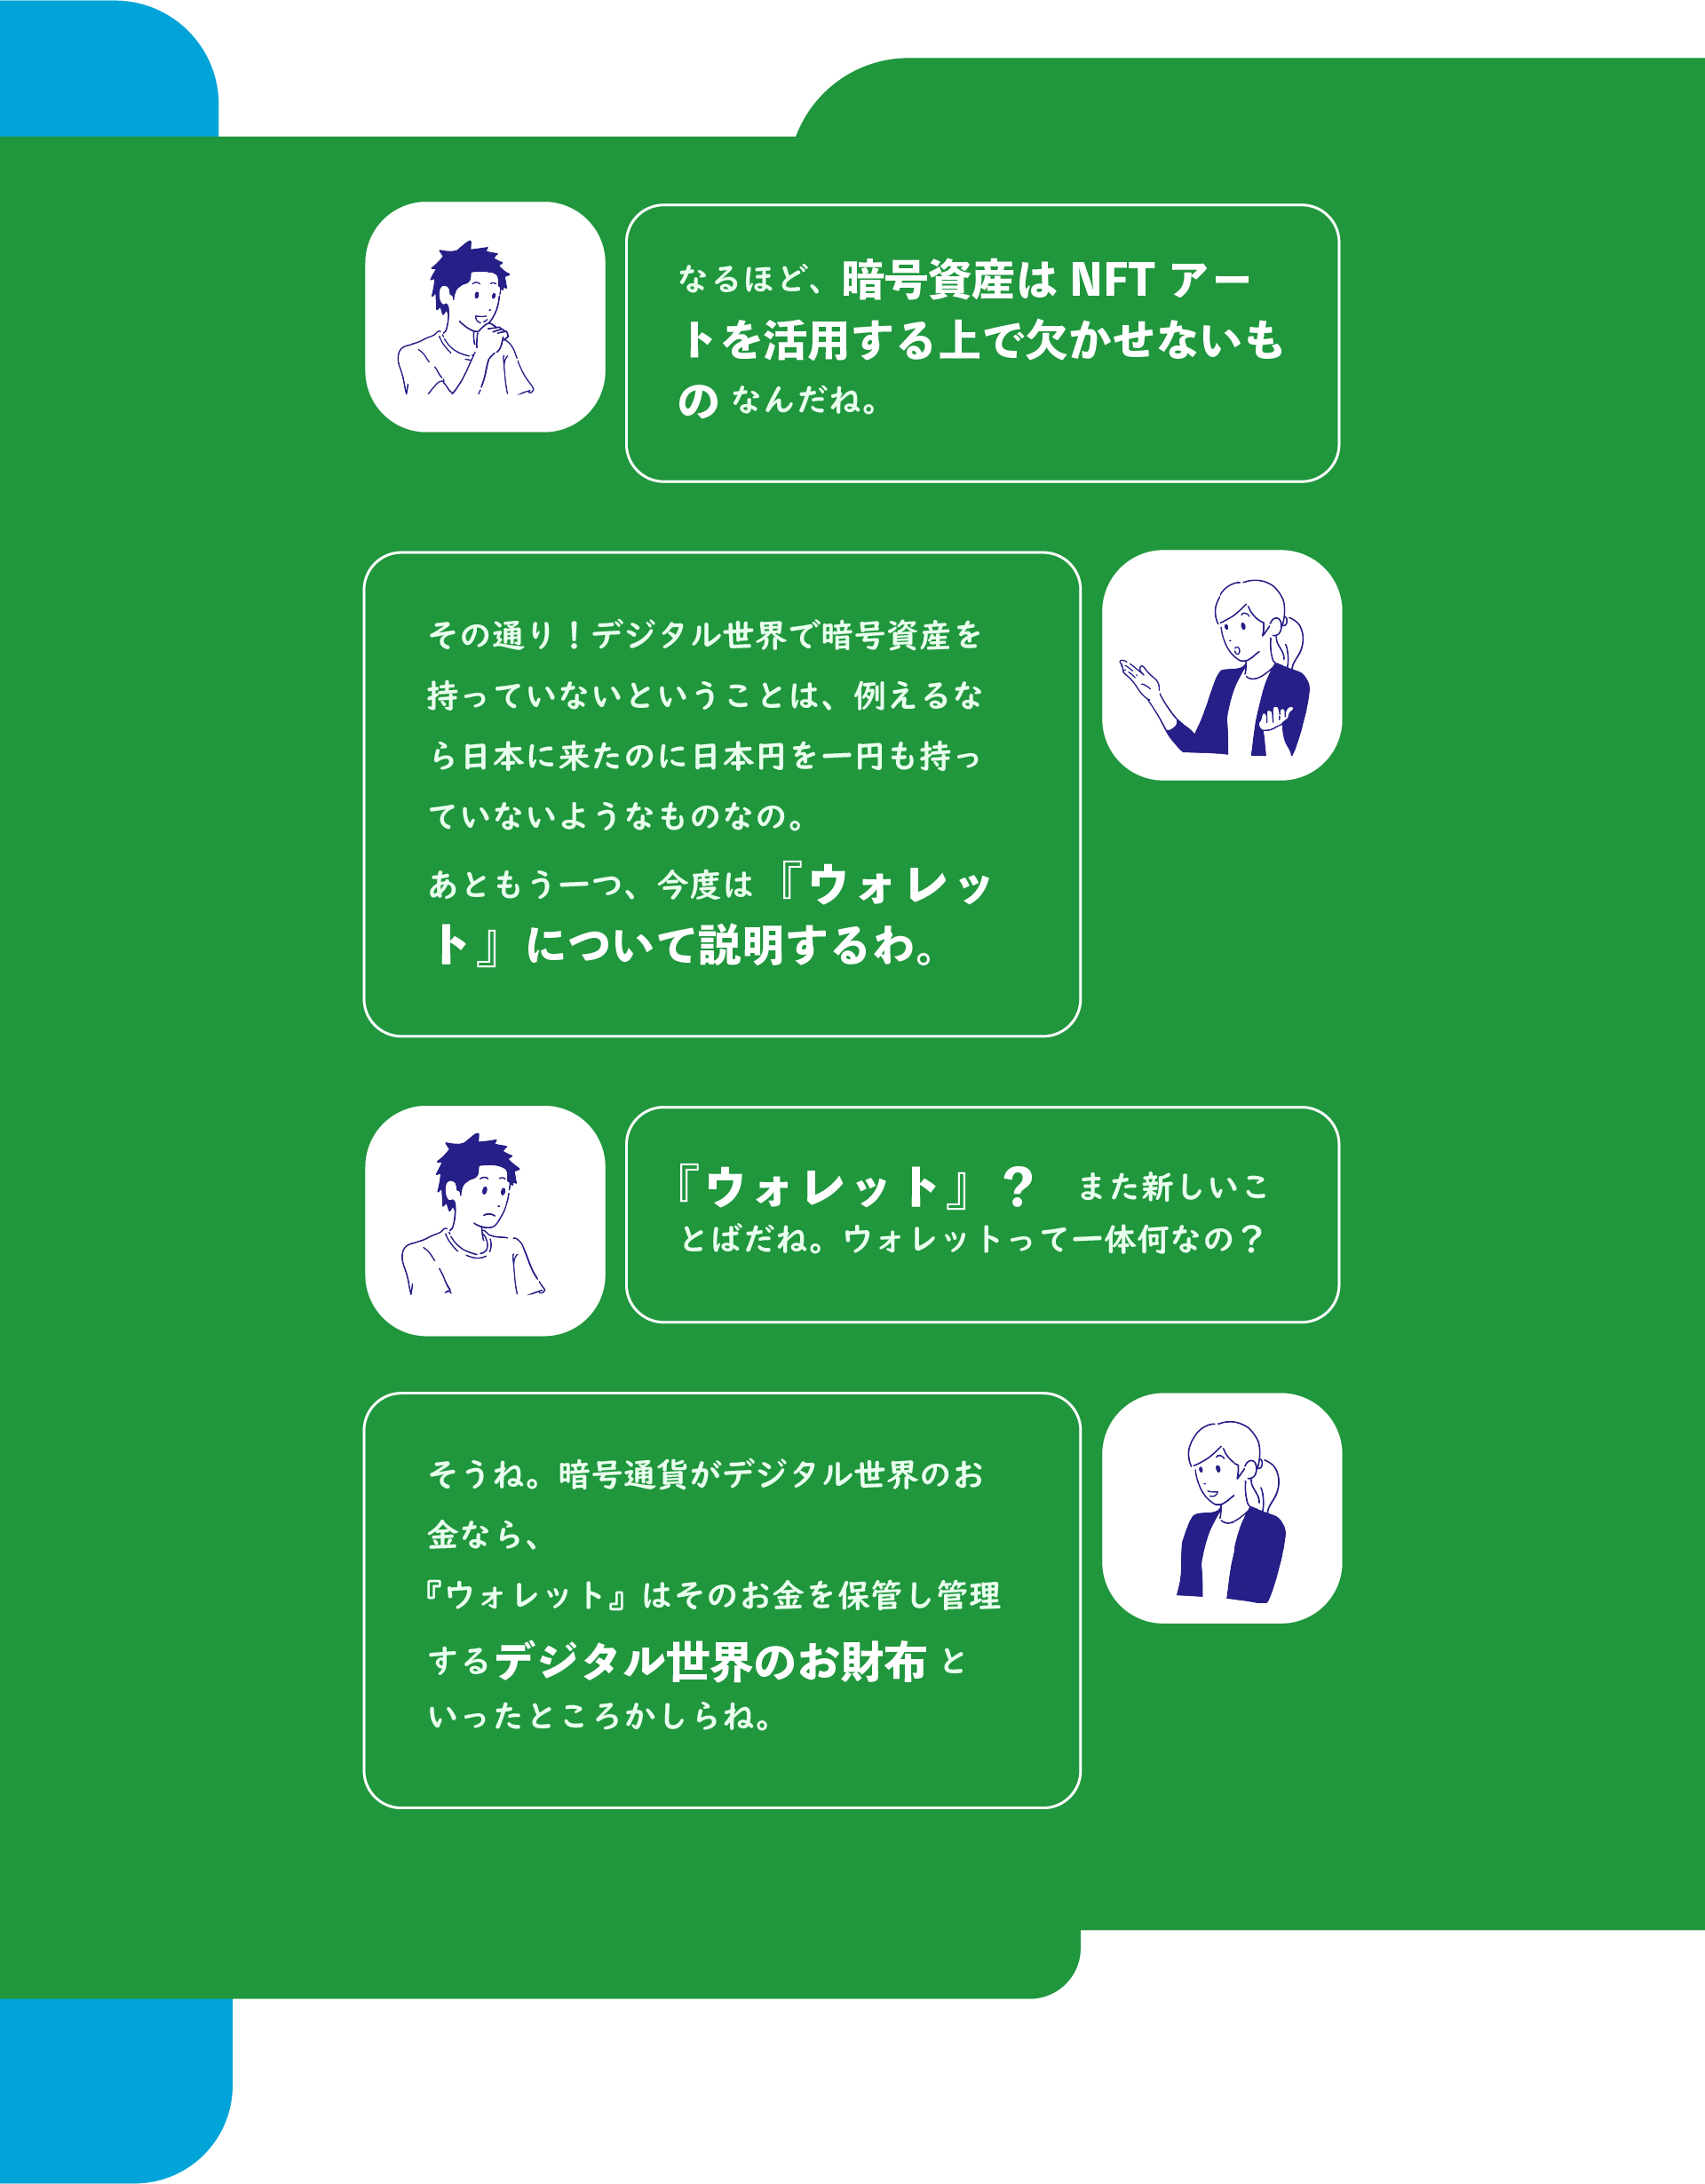 なるほど、暗号資産は NFT アー
トを活用する上で欠かせないも
の なんだね。
その通り！デジタル世界で暗号資産を
持っていないということは、例えるな
ら日本に来たのに日本円を一円も持っ
ていないようなものなの。
あともう一つ、今度は『ウォレッ
ト』について説明するわ。
『ウォレット』？　また新しいこ
とばだね。ウォレットって一体何なの？
そうね。暗号通貨がデジタル世界のお
金なら、
『ウォレット』はそのお金を保管し管理
するデジタル世界のお財布 と
いったところかしらね。